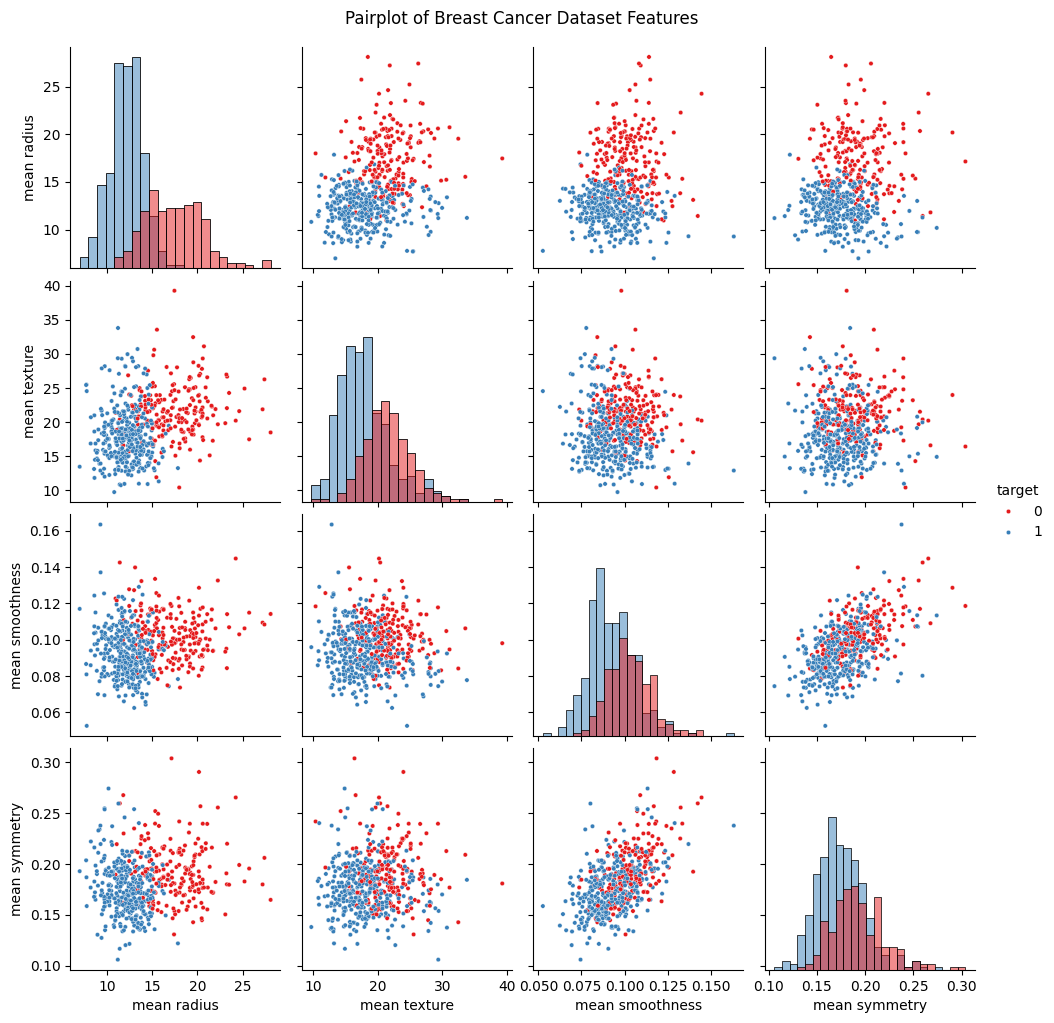 Pairplot of Breast Cancer Dataset Features
mean radius
25
20
15
10
mean texture
40
35
30
25
20
15
10
target
0
1
mean smoothness
0.16
0.14
0.12
0.10
0.08
0.06
mean symmetry
0.30
0.25
0.20
0.15
0.10
10 15 20 25
10 20 30 40
0.050 0.075 0.100 0.125 0.150
0.10 0.15 0.20 0.25 0.30
mean radius
mean texture
mean smoothness
mean symmetry